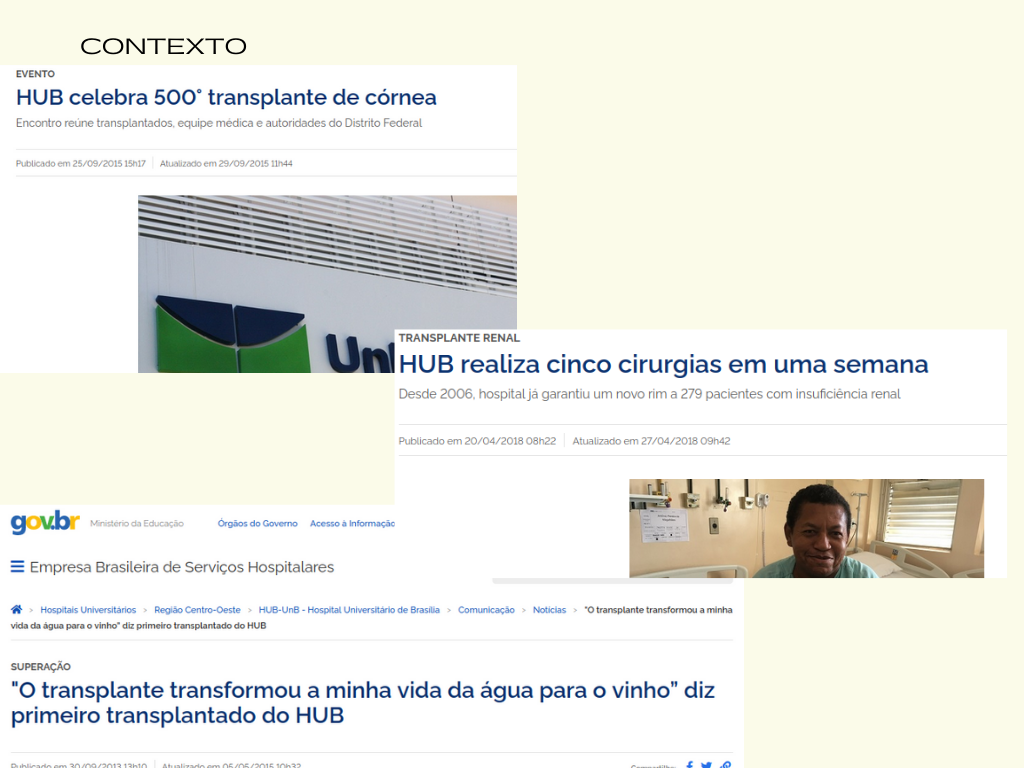 CONTEXTO
EVENTO
HUB celebra 500° transplante de córnea
Encontro reúne transplantados, equipe médica e autoridades do Distrito Federal
Publicado em 25/09/2015 15h17 Atualizado em 29/09/2015 11h44
Un
TRANSPLANTE RENAL
HUB realiza cinco cirurgias em uma semana
Desde 2006, hospital já garantiu um novo rim a 279 pacientes com insuficiência renal
Publicado em 20/04/2018 08h22 Atualizado em 27/04/2018 09h42
gov.br Ministério da Educação Órgãos do Governo Acesso à Informação
Empresa Brasileira de Serviços Hospitalares
> Hospitais Universitários > Região Centro-Oeste > HUB-UnB - Hospital Universitário de Brasília > Comunicação > Notícias > "O transplante transformou a minha
vida da água para o vinho" diz primeiro transplantado do HUB
SUPERAÇÃO
"O transplante transformou a minha vida da água para o vinho” diz
primeiro transplantado do HUB
Publicado em 30/09/2013 13h10 Atualizado em 05/05/2015 10h32